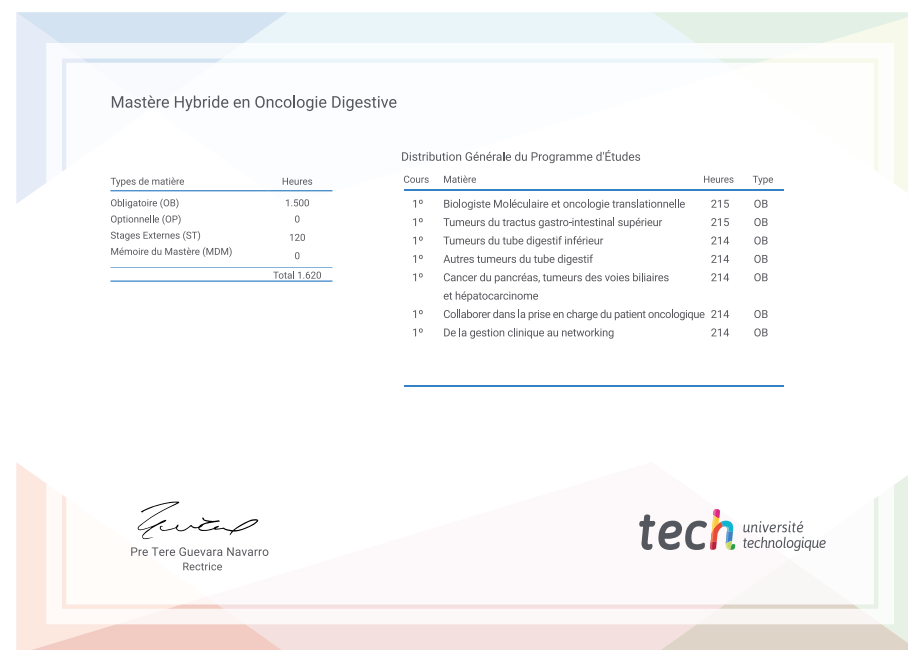 Mastère Hybride en Oncologie Digestive
Types de matière Heures
Obligatoire (OB) 1.500
Optionnelle (OP) 0
Stages Externes (ST) 120
Mémoire du Mastère (MDM) 0
Total 1.620
Distribution Générale du Programme d'Études
Cours Matière Heures Type
1º Biologiste Moléculaire et oncologie translationnelle 215 OB
1º Tumeurs du tractus gastro-intestinal supérieur 215 OB
1º Tumeurs du tube digestif inférieur 214 OB
1º Autres tumeurs du tube digestif 214 OB
1º Cancer du pancréas, tumeurs des voies biliaires 214 OB
et hépatocarcinome
1º Collaborer dans la prise en charge du patient oncologique 214 OB
1º De la gestion clinique au networking 214 OB
Pre Tere Guevara Navarro
Rectrice
tech université
technologique